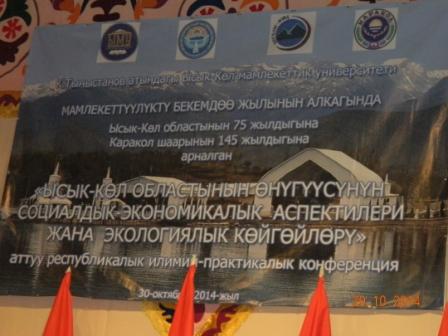 К.Тыныстанов атындагы Ысык-Көл мамлекеттик университети
МАМЛЕКЕТТҮҮЛҮКТҮ БЕКЕМДӨӨ ЖЫЛЫНЫН АЛКАГЫНДА
Ысык-Көл областынын 75 жылдыгына
Каракол шаарынын 145 жылдыгына
арналган
«ЫСЫК-КӨЛ ОБЛАСТЫНЫН ӨНҮГҮҮСҮНҮН
СОЦИАЛДЫК-ЭКОНОМИКАЛЫК АСПЕКТИЛЕРИ
ЖАНА ЭКОЛОГИЯЛЫК КӨЙГӨЙЛӨРҮ»
аттуу республикалык илимий-практикалык конференция
30-октябрь 2014-жыл
30 10 2014